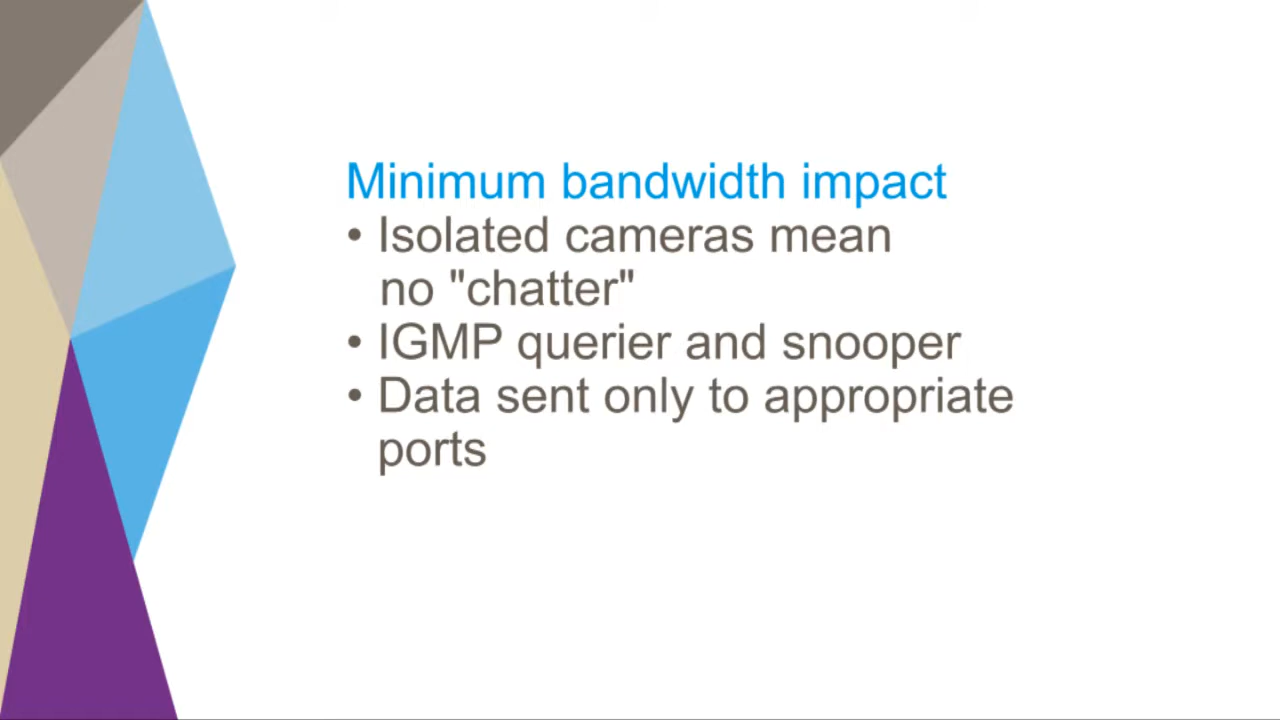 Minimum bandwidth impact
• Isolated cameras mean
no "chatter"
• IGMP querier and snooper
• Data sent only to appropriate
ports